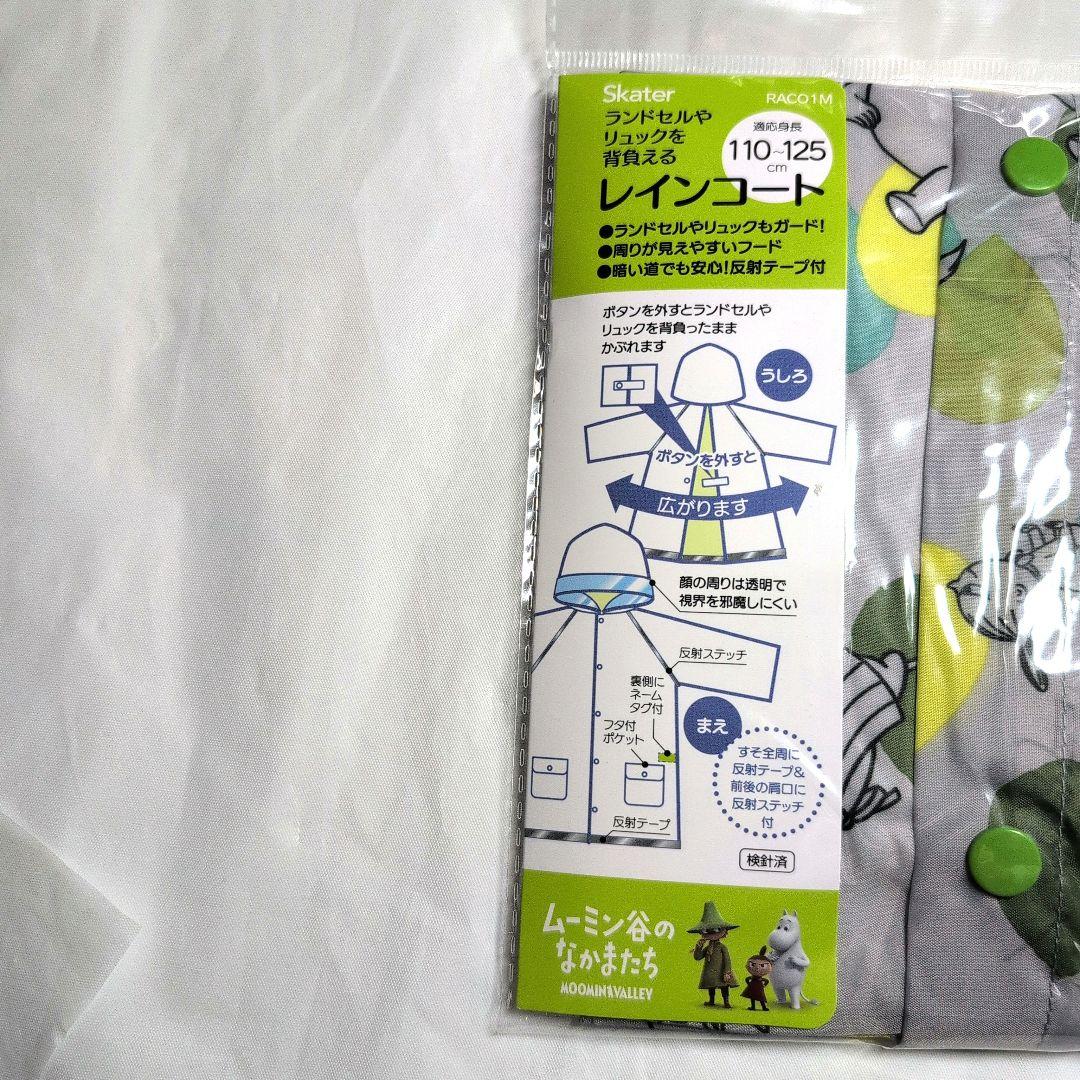 Skater
RAC01M
ランドセルや
リュックを
背負える
適応身長
110~125
cm
レインコート
●ランドセルやリュックもガード!
●周りが見えやすいフード
●暗い道でも安心!反射テープ付
ボタンを外すとランドセルや
リュックを背負ったまま
かぶれます
うしろ
ボタンを外すと
広がります
顔の周りは透明で
視界を邪魔しにくい
反射ステッチ
裏側に
ネーム
タグ付
フタ付
ポケット
まえ
すそ全周に
反射テープ&
前後の肩口に
反射ステッチ
付
反射テープ
検針済
ムーミン谷の
なかまたち
MOOMINVALLEY